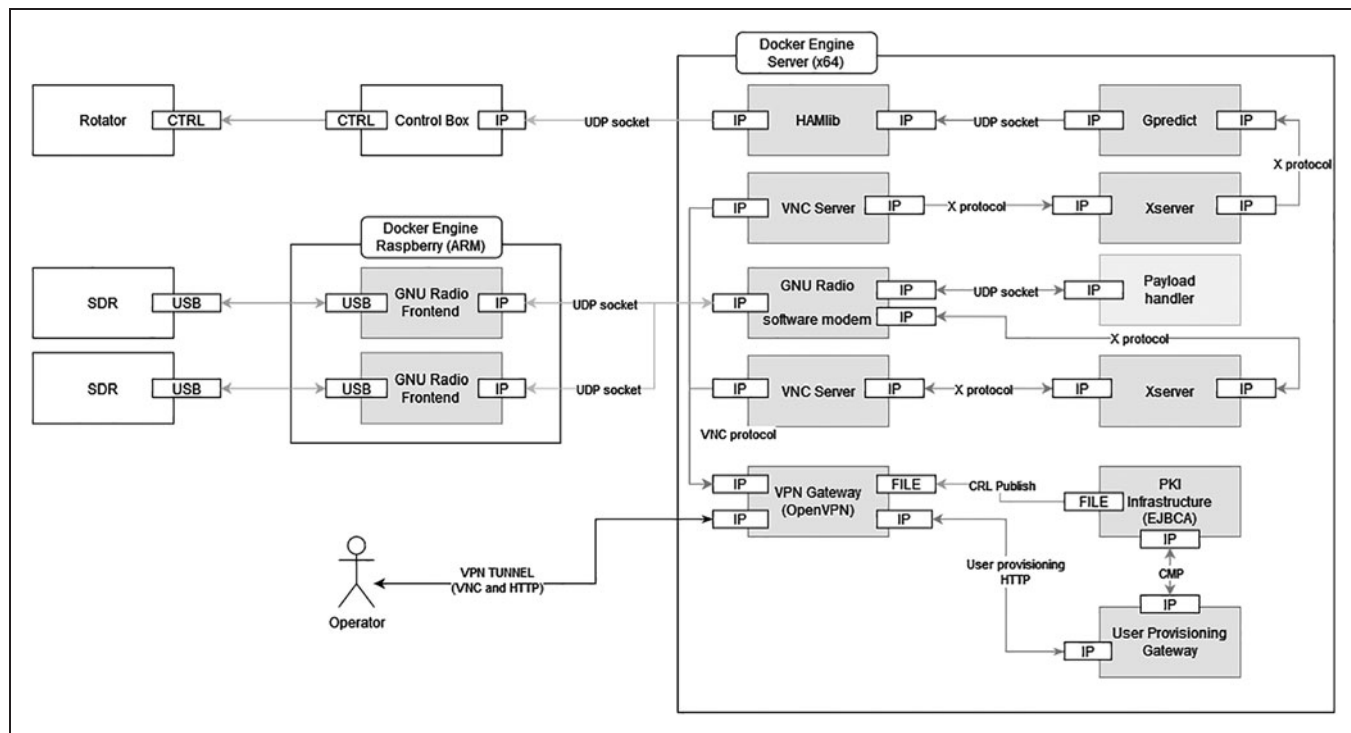 Docker Engine
Server (x64)
Rotator
CTRL
CTRL
Control Box
IP
UDP socket
IP
HAMlib
IP
UDP socket
IP
Gpredict
IP
X protocol
IP
VNC Server
IP
X protocol
IP
Xserver
IP
Docker Engine
Raspberry (ARM)
SDR
USB
USB
GNU Radio
Frontend
IP
UDP socket
IP
GNU Radio
software modem
IP
IP
UDP socket
IP
Payload
handler
X protocol
SDR
USB
USB
GNU Radio
Frontend
IP
UDP socket
IP
VNC Server
IP
X protocol
IP
Xserver
IP
VNC protocol
IP
IP
VPN Gateway
(OpenVPN)
FILE
IP
CRL Publish
FILE
PKI
Infrastructure
(EJBCA)
IP
CMP
IP
User provisioning
HTTP
IP
User Provisioning
Gateway
VPN TUNNEL
(VNC and HTTP)
Operator